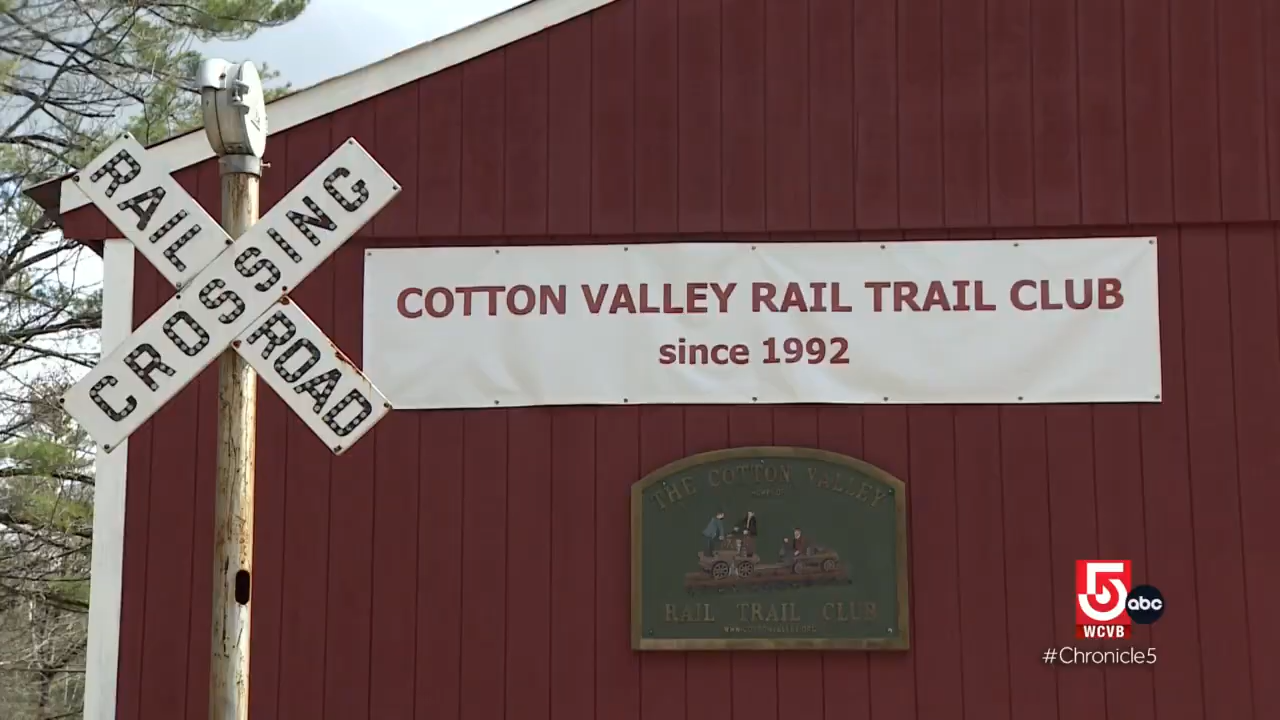 RAIL
CROSSING
ROAD
COTTON VALLEY RAIL TRAIL CLUB
since 1992
THE COTTON VALLEY
RAIL TRAIL CLUB
5
abc
WCVB
#Chronicle5